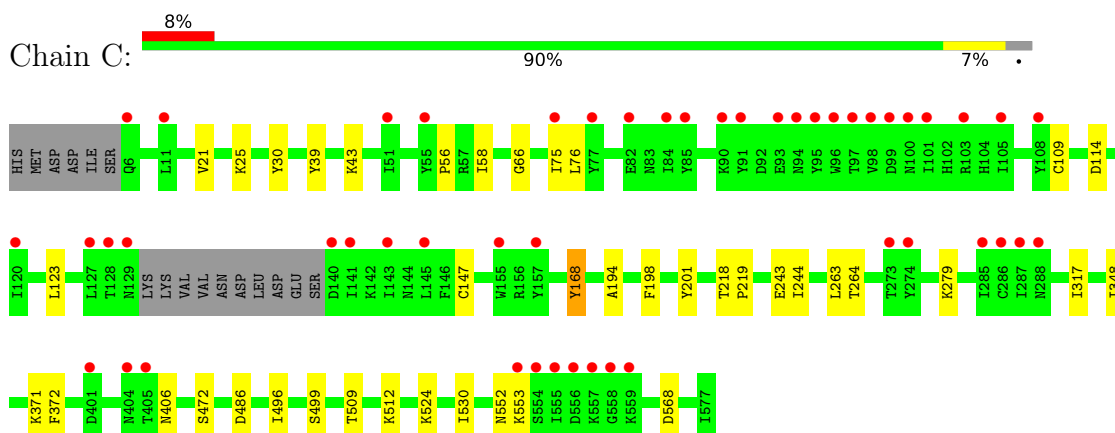 8%
Chain C:
90% 7% •
HIS MET ASP ASP ILE SER Q6 L11 V21 K25 Y30 Y39 K43 I51 Y55 P56 R57 I58 G66 I75 L76 Y77 E82 N83 I84 Y85 K90 Y91 D92 E93 N94 Y95 W96 T97 V98 D99 N100 I101 H102 R103 H104 I105 Y108 C109 D114
I120 L123 L127 T128 N129 LYS LYS VAL VAL ASN ASP LEU ASP GLU SER D140 I141 K142 I143 N144 L145 F146 C147 W155 R156 Y157 Y168 A194 F198 Y201 T218 P219 E243 I244 L263 T264 T273 Y274 K279 I285 C286 I287 N288 I317 I348
K371 F372 D401 N404 T405 N406 S472 D486 I496 S499 T509 K512 K524 I530 N552 K553 S554 I555 D556 K557 G558 K559 D568 I577